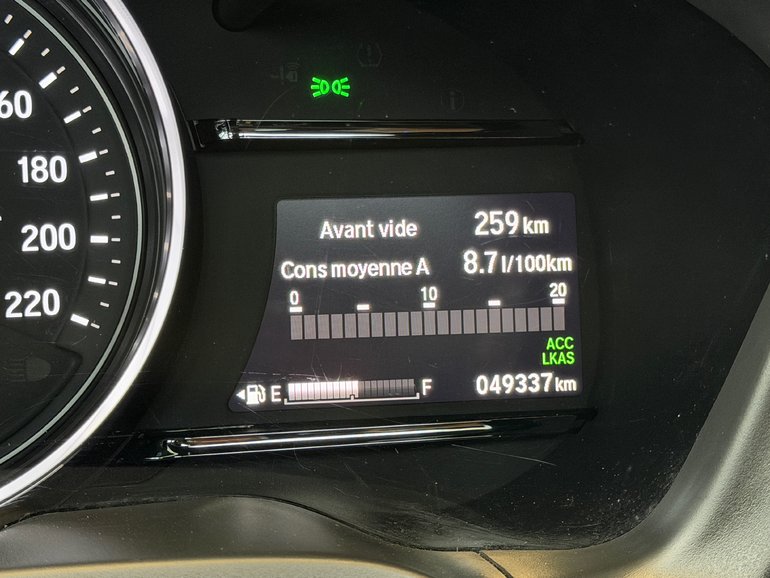 60
180
200
220
Avant vide 259 km
Cons moyenne A 8.7 l/100km
0 10 20
ACC
LKAS
E F 049337 km